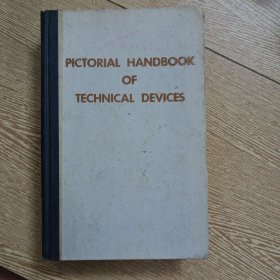 PICTORIAL HANDBOOK
OF
TECHNICAL DEVICES